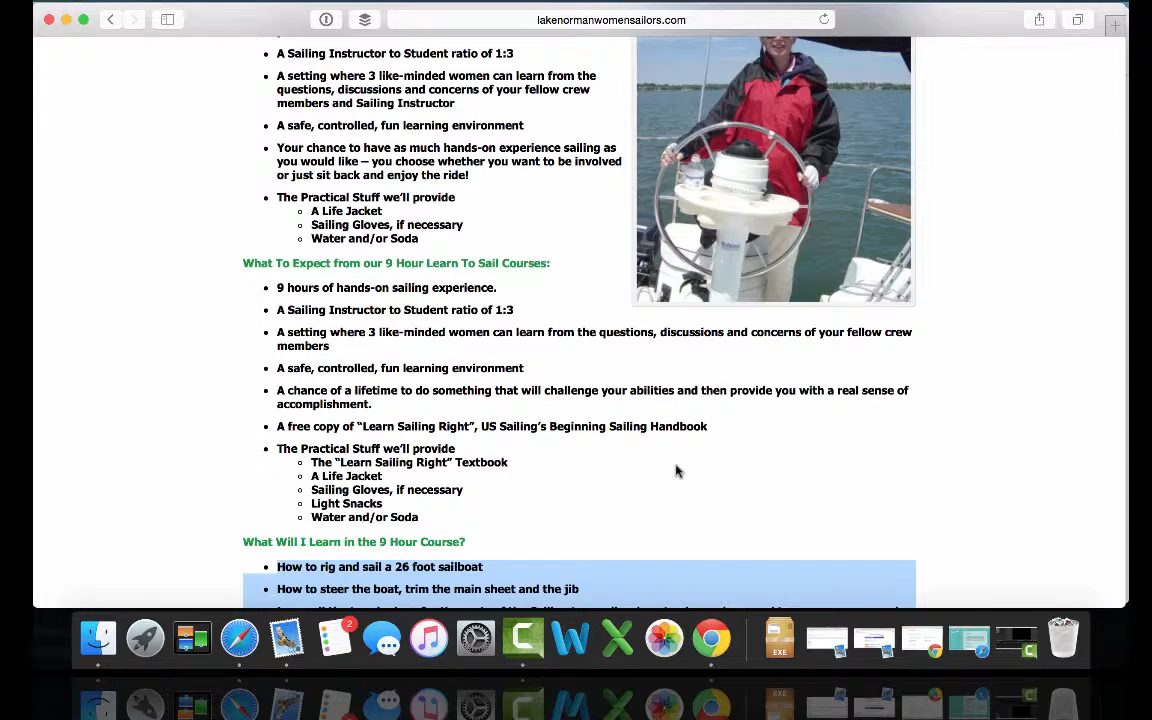 lakenormanwomensailors.com
A Sailing Instructor to Student ratio of 1:3
A setting where 3 like-minded women can learn from the
questions, discussions and concerns of your fellow crew
members and Sailing Instructor
A safe, controlled, fun learning environment
Your chance to have as much hands-on experience sailing as
you would like – you choose whether you want to be involved
or just sit back and enjoy the ride!
The Practical Stuff we'll provide
A Life Jacket
Sailing Gloves, if necessary
Water and/or Soda
What To Expect from our 9 Hour Learn To Sail Courses:
9 hours of hands-on sailing experience.
A Sailing Instructor to Student ratio of 1:3
A setting where 3 like-minded women can learn from the questions, discussions and concerns of your fellow crew
members
A safe, controlled, fun learning environment
A chance of a lifetime to do something that will challenge your abilities and then provide you with a real sense of
accomplishment.
A free copy of “Learn Sailing Right”, US Sailing's Beginning Sailing Handbook
The Practical Stuff we'll provide
The “Learn Sailing Right” Textbook
A Life Jacket
Sailing Gloves, if necessary
Light Snacks
Water and/or Soda
What Will I Learn in the 9 Hour Course?
How to rig and sail a 26 foot sailboat
How to steer the boat, trim the main sheet and the jib
2
EXE